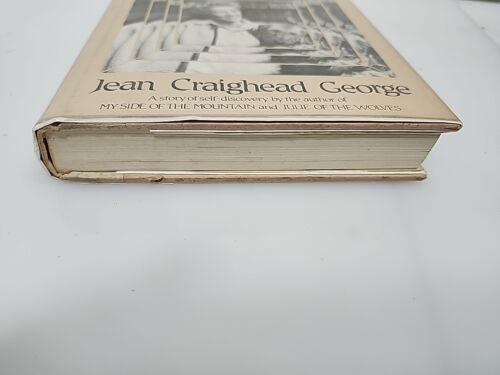 Jean Craighead George
A story of self-discovery by the author of
MY SIDE OF THE MOUNTAIN and JULIE OF THE WOLVES